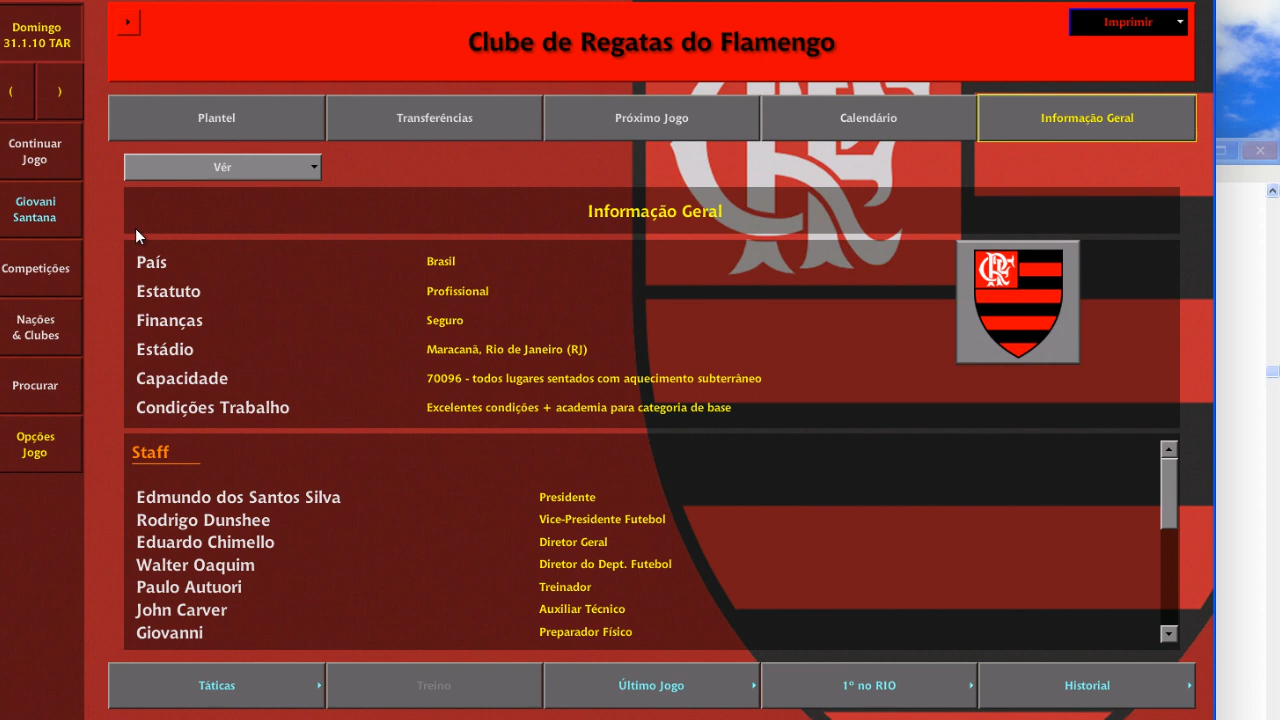 Domingo
31.1.10 TAR
( )
Continuar
Jogo
Giovani
Santana
Competições
Nações
& Clubes
Procurar
Opções
Jogo
Clube de Regatas do Flamengo
Imprimir
Plantel
Transferências
Próximo Jogo
Calendário
Informação Geral
Vêr
Informação Geral
País Brasil
Estatuto Profissional
Finanças Seguro
Estádio Maracanã, Rio de Janeiro (RJ)
Capacidade 70096 - todos lugares sentados com aquecimento subterrâneo
Condições Trabalho Excelentes condições + academia para categoria de base
Staff
Edmundo dos Santos Silva Presidente
Rodrigo Dunshee Vice-Presidente Futebol
Eduardo Chimello Diretor Geral
Walter Oaquim Diretor do Dept. Futebol
Paulo Autuori Treinador
John Carver Auxiliar Técnico
Giovanni Preparador Físico
Táticas
Treino
Último Jogo
1º no RIO
Historial